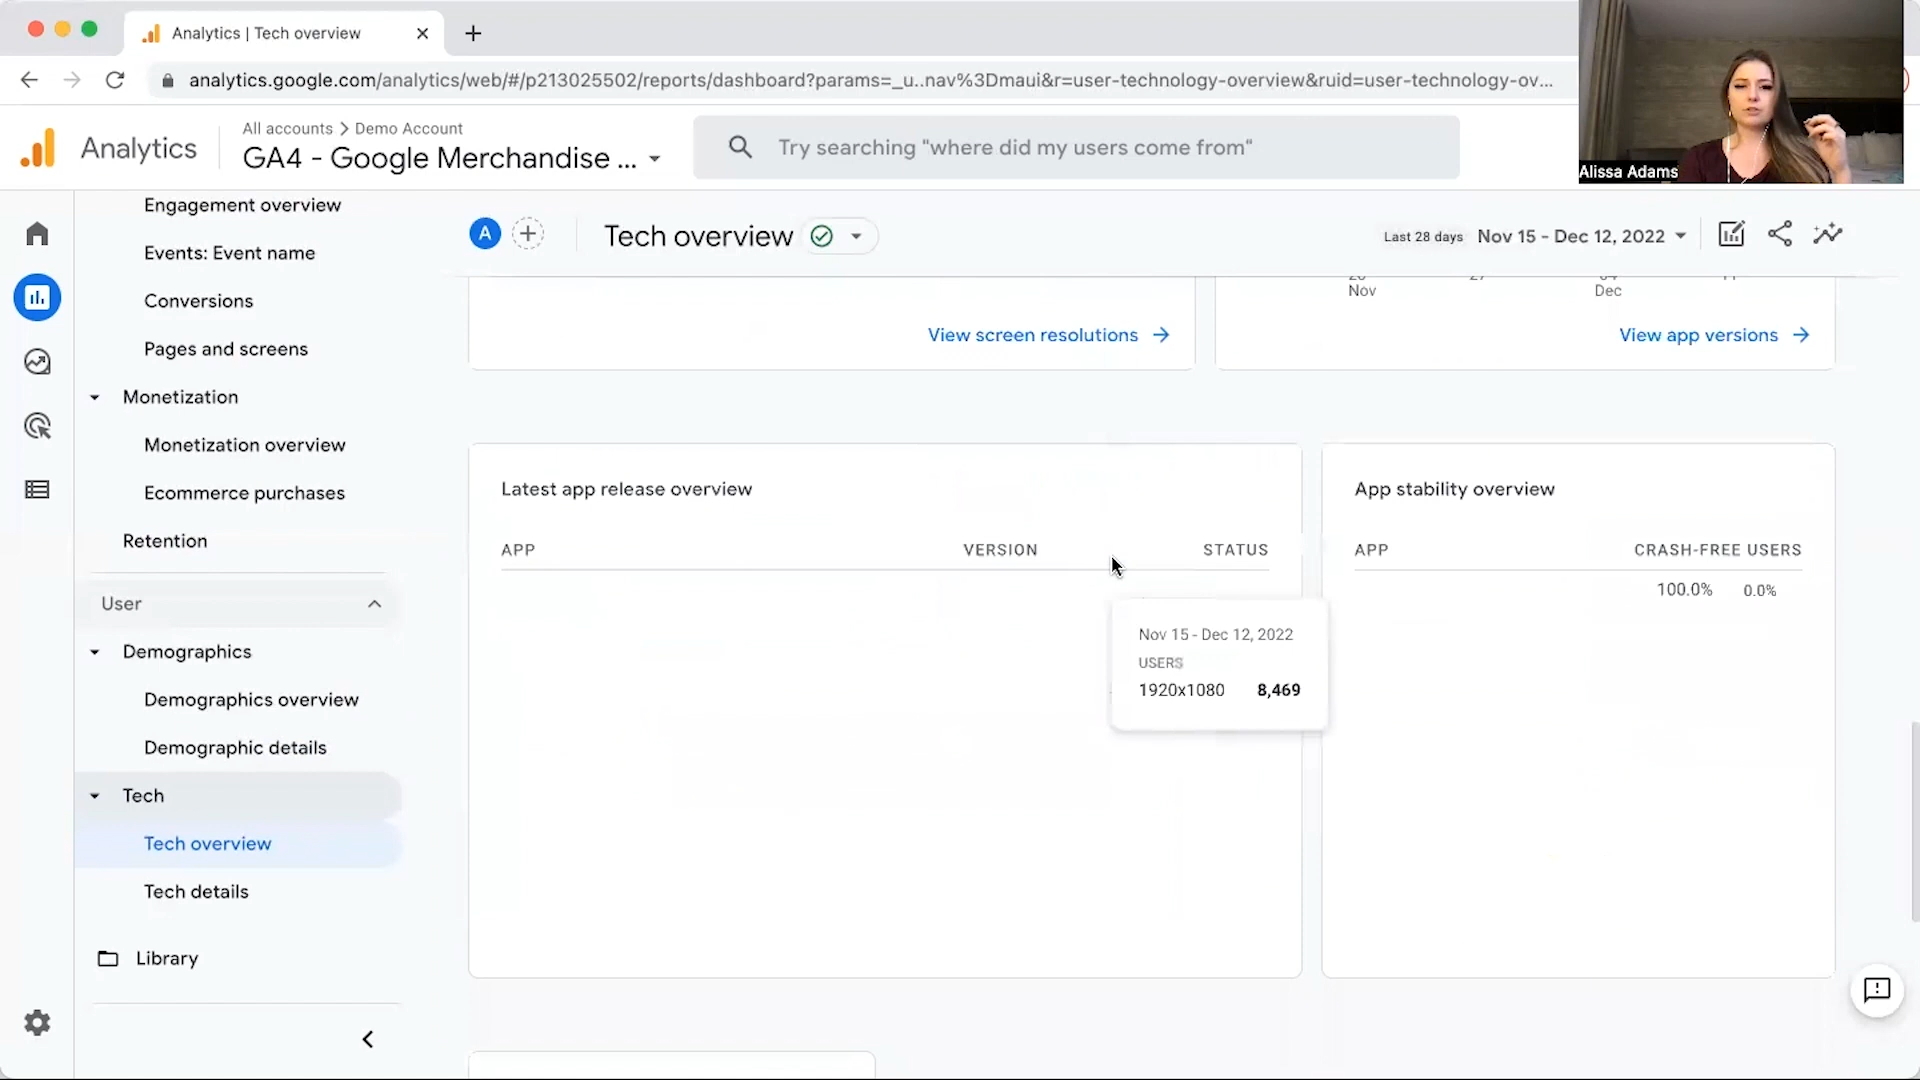 Analytics | Tech overview
analytics.google.com/analytics/web/#/p213025502/reports/dashboard?params=_u..nav%3Dmaui&r=user-technology-overview&ruid=user-technology-ov...
Analytics
All accounts > Demo Account
GA4 - Google Merchandise ...
Try searching "where did my users come from"
Alissa Adams
Engagement overview
Events: Event name
Conversions
Pages and screens
Monetization
Monetization overview
Ecommerce purchases
Retention
User
Demographics
Demographics overview
Demographic details
Tech
Tech overview
Tech details
Library
A
Tech overview
Last 28 days Nov 15 - Dec 12, 2022
20 27 04 11
Nov Dec
View screen resolutions
View app versions
Latest app release overview
APP VERSION STATUS
Nov 15 - Dec 12, 2022
USERS
1920x1080 8,469
App stability overview
APP CRASH-FREE USERS
100.0% 0.0%